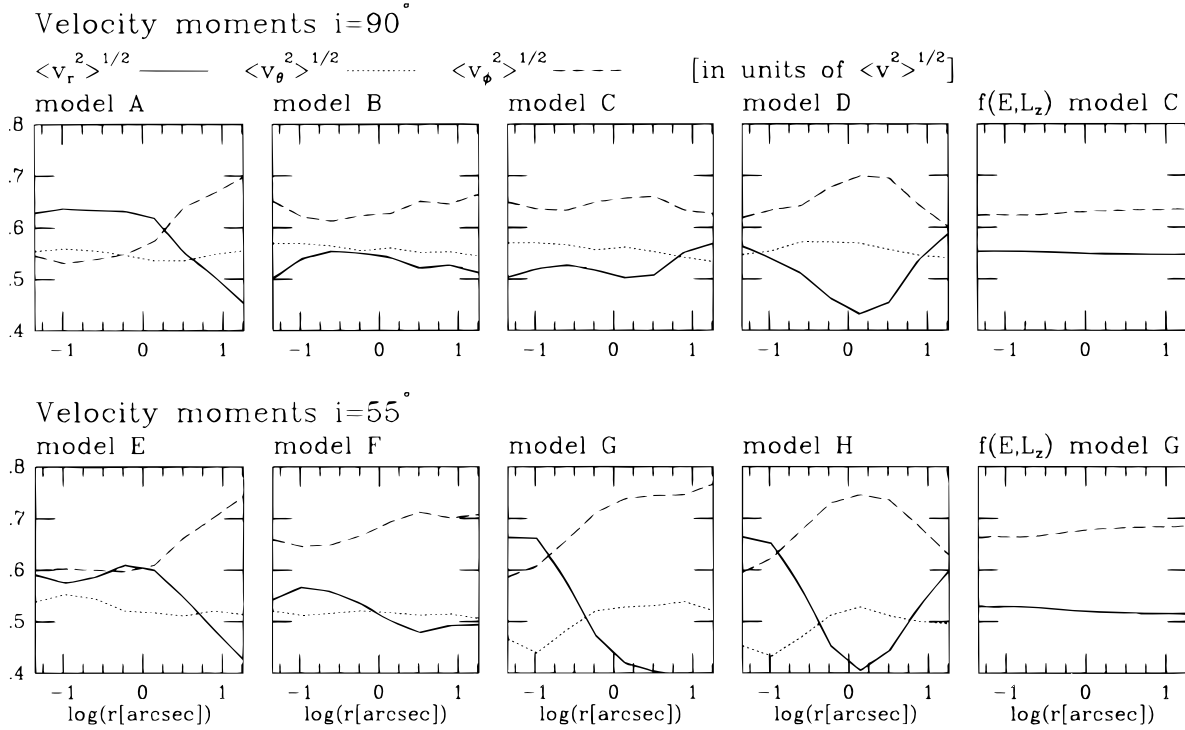 Velocity moments i=90°
<v_r^2>^1/2 <v_θ^2>^1/2 <v_ϕ^2>^1/2 [in units of <v^2>^1/2]
model A model B model C model D f(E,L_z) model C
.8
.7
.6
.5
.4
−1 0 1 −1 0 1 −1 0 1 −1 0 1 −1 0 1
Velocity moments i=55°
model E model F model G model H f(E,L_z) model G
.8
.7
.6
.5
.4
−1 0 1 −1 0 1 −1 0 1 −1 0 1 −1 0 1
log(r[arcsec]) log(r[arcsec]) log(r[arcsec]) log(r[arcsec]) log(r[arcsec])